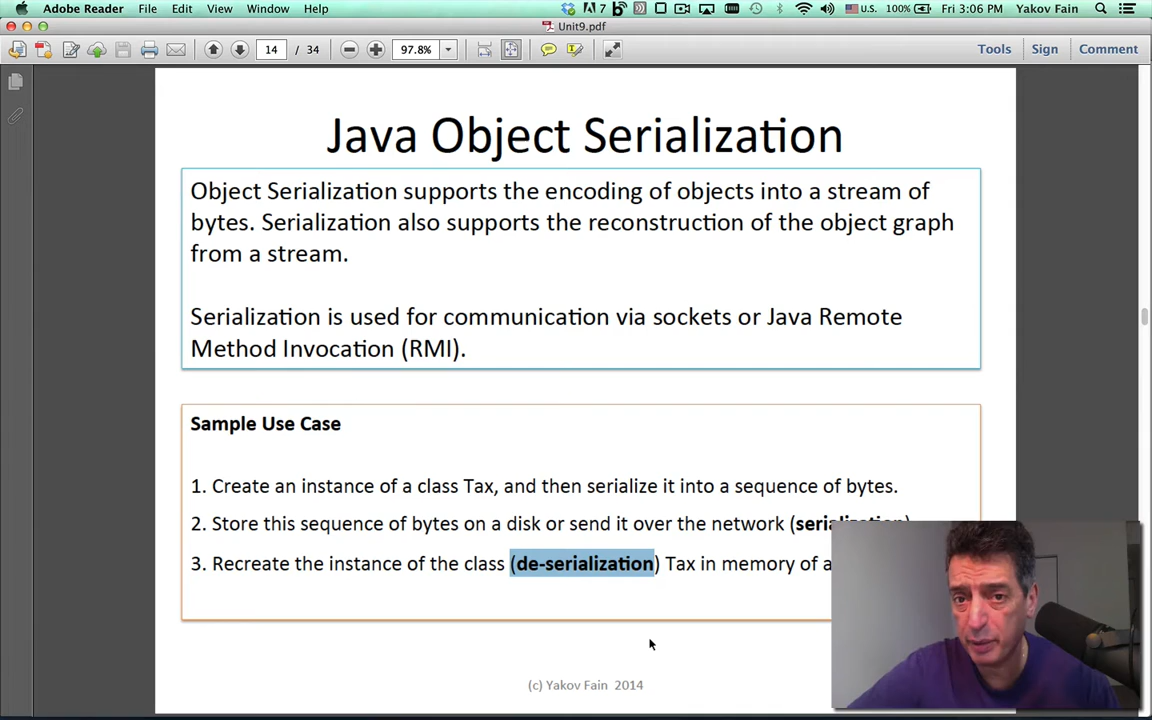 Adobe Reader File Edit View Window Help 7 U.S. 100% Fri 3:06 PM Yakov Fain
Unit9.pdf
14 / 34 97.8% Tools Sign Comment
Java Object Serialization
Object Serialization supports the encoding of objects into a stream of
bytes. Serialization also supports the reconstruction of the object graph
from a stream.
Serialization is used for communication via sockets or Java Remote
Method Invocation (RMI).
Sample Use Case
1. Create an instance of a class Tax, and then serialize it into a sequence of bytes.
2. Store this sequence of bytes on a disk or send it over the network (serialization)
3. Recreate the instance of the class (de-serialization) Tax in memory of a
(c) Yakov Fain 2014